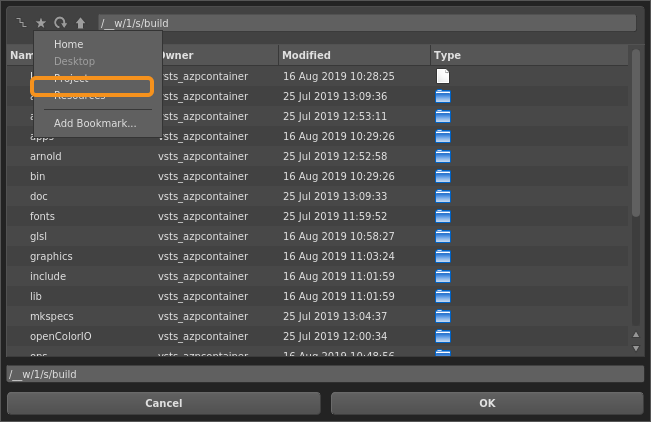 /__w/1/s/build
Name Owner Modified Type
Home
Desktop
Project
Resources
Add Bookmark...
vsts_azpcontainer 16 Aug 2019 10:28:25
vsts_azpcontainer 25 Jul 2019 13:09:36
vsts_azpcontainer 25 Jul 2019 12:53:11
apps vsts_azpcontainer 16 Aug 2019 10:29:26
arnold vsts_azpcontainer 25 Jul 2019 12:52:58
bin vsts_azpcontainer 16 Aug 2019 10:29:26
doc vsts_azpcontainer 25 Jul 2019 13:09:33
fonts vsts_azpcontainer 25 Jul 2019 11:59:52
glsl vsts_azpcontainer 16 Aug 2019 10:58:27
graphics vsts_azpcontainer 16 Aug 2019 11:03:24
include vsts_azpcontainer 16 Aug 2019 11:01:59
lib vsts_azpcontainer 16 Aug 2019 11:01:59
mkspecs vsts_azpcontainer 25 Jul 2019 13:04:37
openColorIO vsts_azpcontainer 25 Jul 2019 12:00:34
vsts_azpcontainer 16 Aug 2019 10:48:56
/__w/1/s/build
Cancel OK